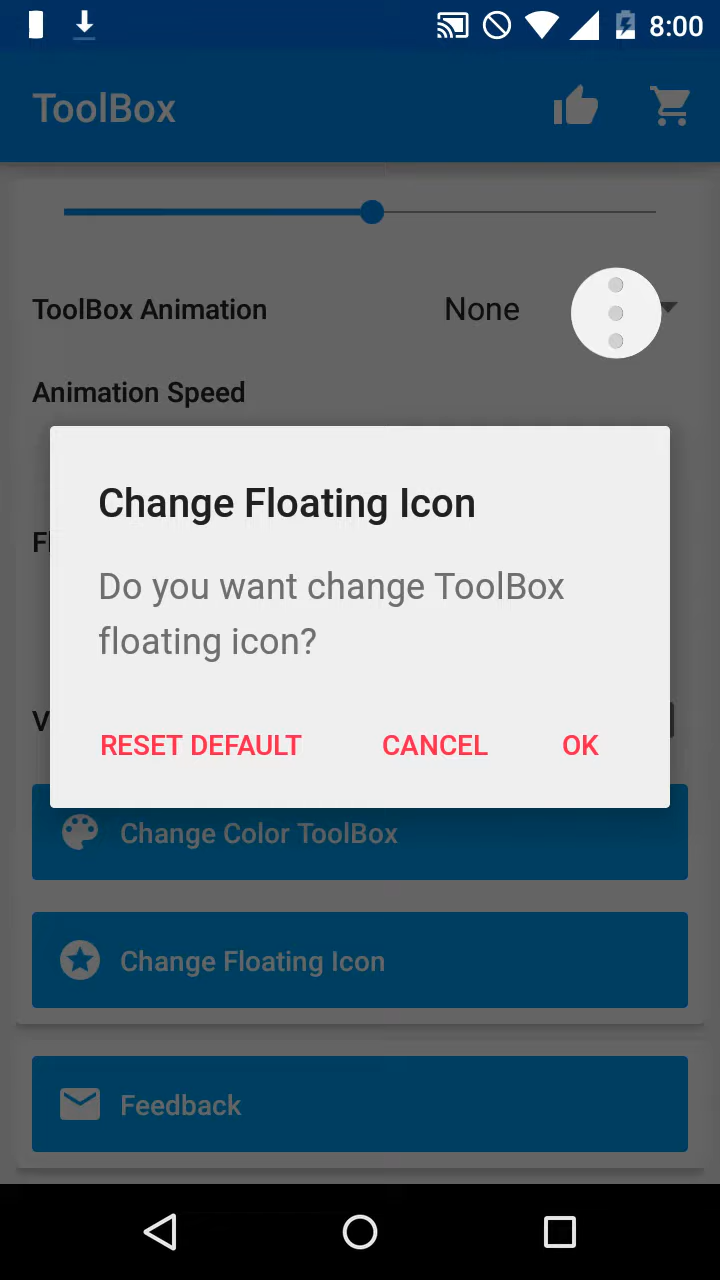 8:00
ToolBox
ToolBox Animation
None
Animation Speed
Change Floating Icon
Do you want change ToolBox
floating icon?
RESET DEFAULT
CANCEL
OK
Change Color ToolBox
Change Floating Icon
Feedback